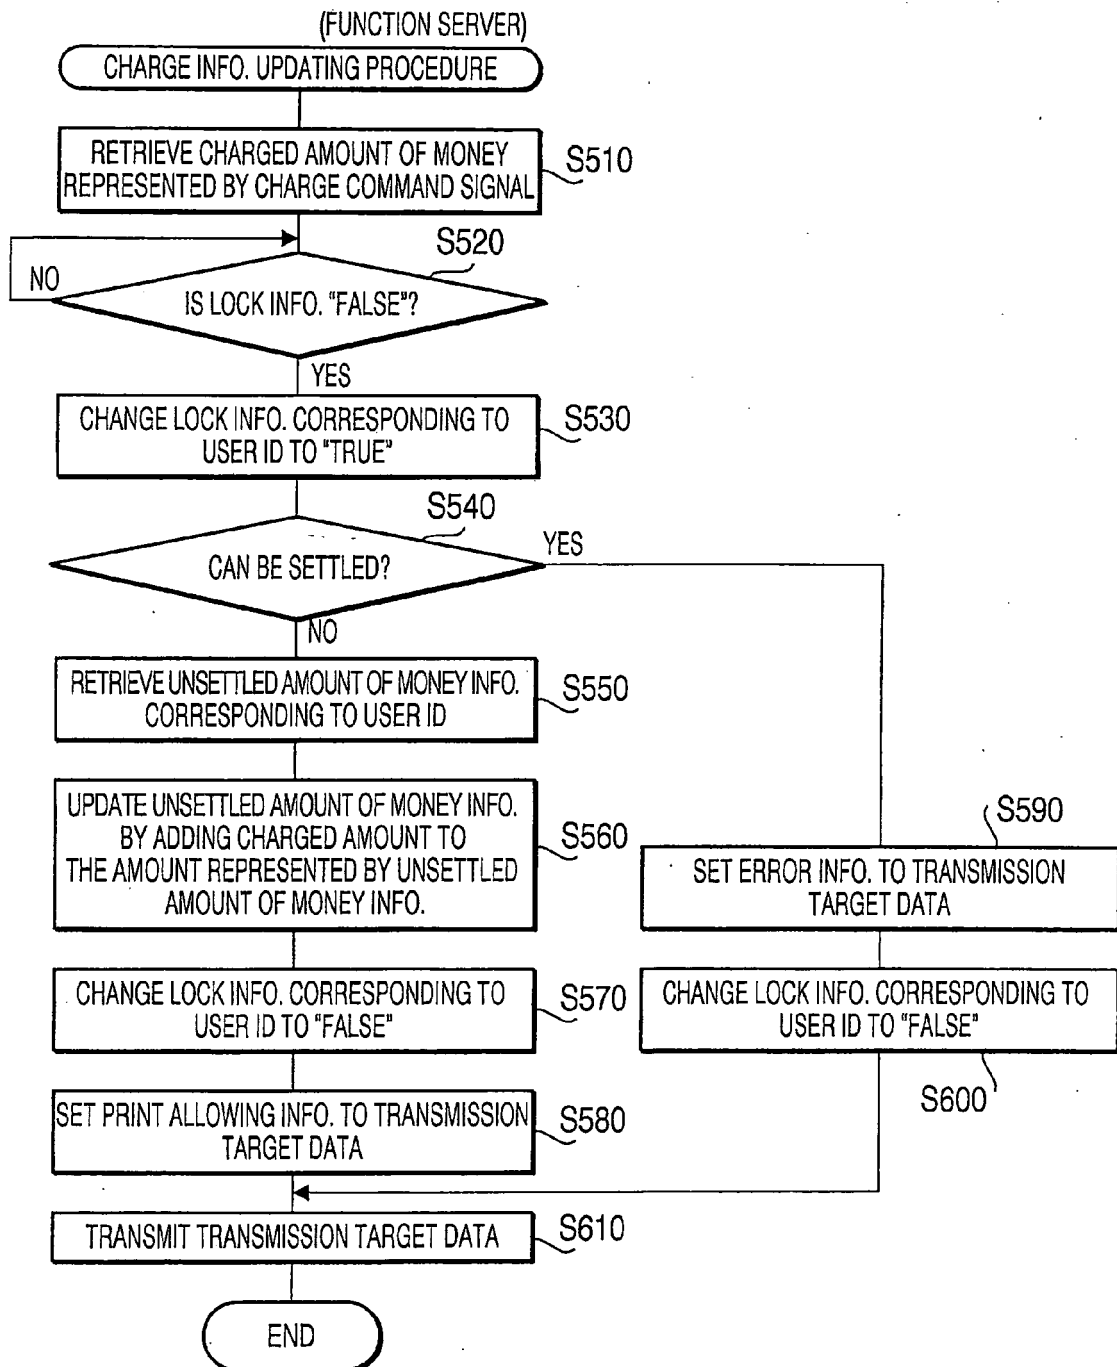 (FUNCTION SERVER)
CHARGE INFO. UPDATING PROCEDURE
RETRIEVE CHARGED AMOUNT OF MONEY
REPRESENTED BY CHARGE COMMAND SIGNAL
S510
S520
NO
IS LOCK INFO. "FALSE"?
YES
CHANGE LOCK INFO. CORRESPONDING TO
USER ID TO "TRUE"
S530
S540
CAN BE SETTLED?
YES
NO
RETRIEVE UNSETTLED AMOUNT OF MONEY INFO.
CORRESPONDING TO USER ID
S550
UPDATE UNSETTLED AMOUNT OF MONEY INFO.
BY ADDING CHARGED AMOUNT TO
THE AMOUNT REPRESENTED BY UNSETTLED
AMOUNT OF MONEY INFO.
S560
S590
SET ERROR INFO. TO TRANSMISSION
TARGET DATA
CHANGE LOCK INFO. CORRESPONDING TO
USER ID TO "FALSE"
S570
CHANGE LOCK INFO. CORRESPONDING TO
USER ID TO "FALSE"
S600
SET PRINT ALLOWING INFO. TO TRANSMISSION
TARGET DATA
S580
TRANSMIT TRANSMISSION TARGET DATA
S610
END